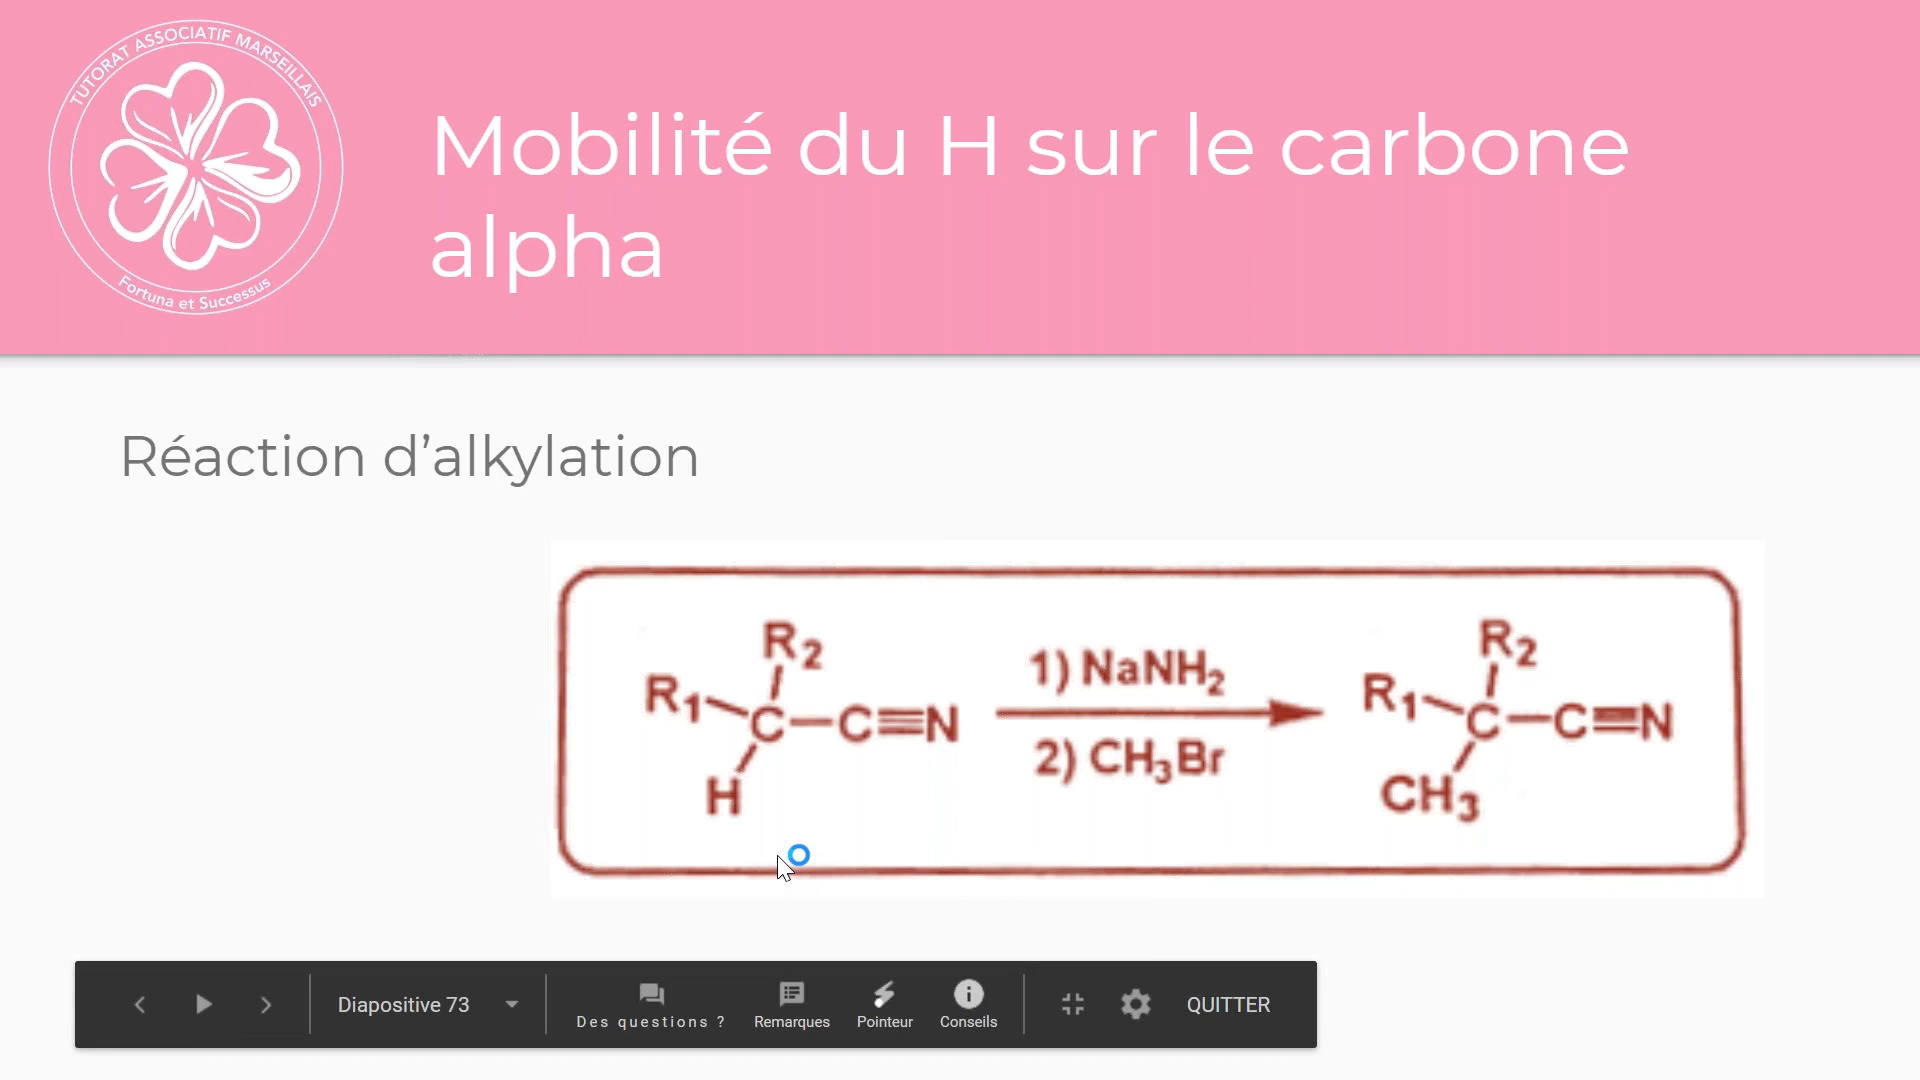 TUTORAT ASSOCIATIF MARSEILLAIS
Fortuna et Successus
Mobilité du H sur le carbone
alpha
Réaction d’alkylation
R₂
R₁
C—C≡N
H
1) NaNH₂
2) CH₃Br
R₂
R₁
C—C≡N
CH₃
Diapositive 73
Des questions ?
Remarques
Pointeur
Conseils
QUITTER